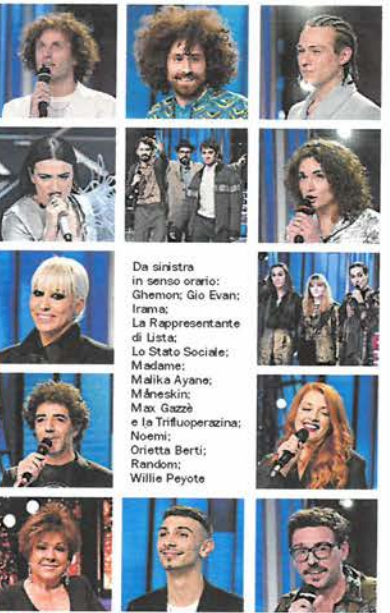 Da sinistra
in senso orario:
Ghemon; Gio Evan;
Irama;
La Rappresentante
di Lista;
Lo Stato Sociale;
Madame;
Malika Ayane;
Måneskin;
Max Gazzè
e la Trifluoperazina;
Noemi;
Orietta Berti;
Random;
Willie Peyote